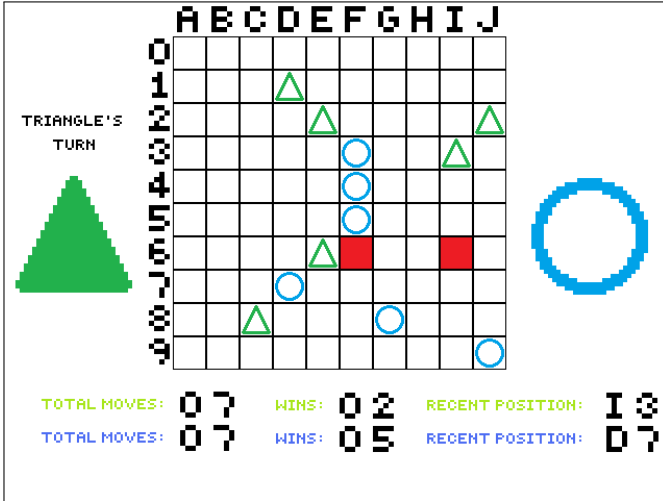 A B C D E F G H I J
0
1
2
3
4
5
6
7
8
9
TRIANGLE'S
TURN
TOTAL MOVES: 07 WINS: 02 RECENT POSITION: I3
TOTAL MOVES: 07 WINS: 05 RECENT POSITION: D7